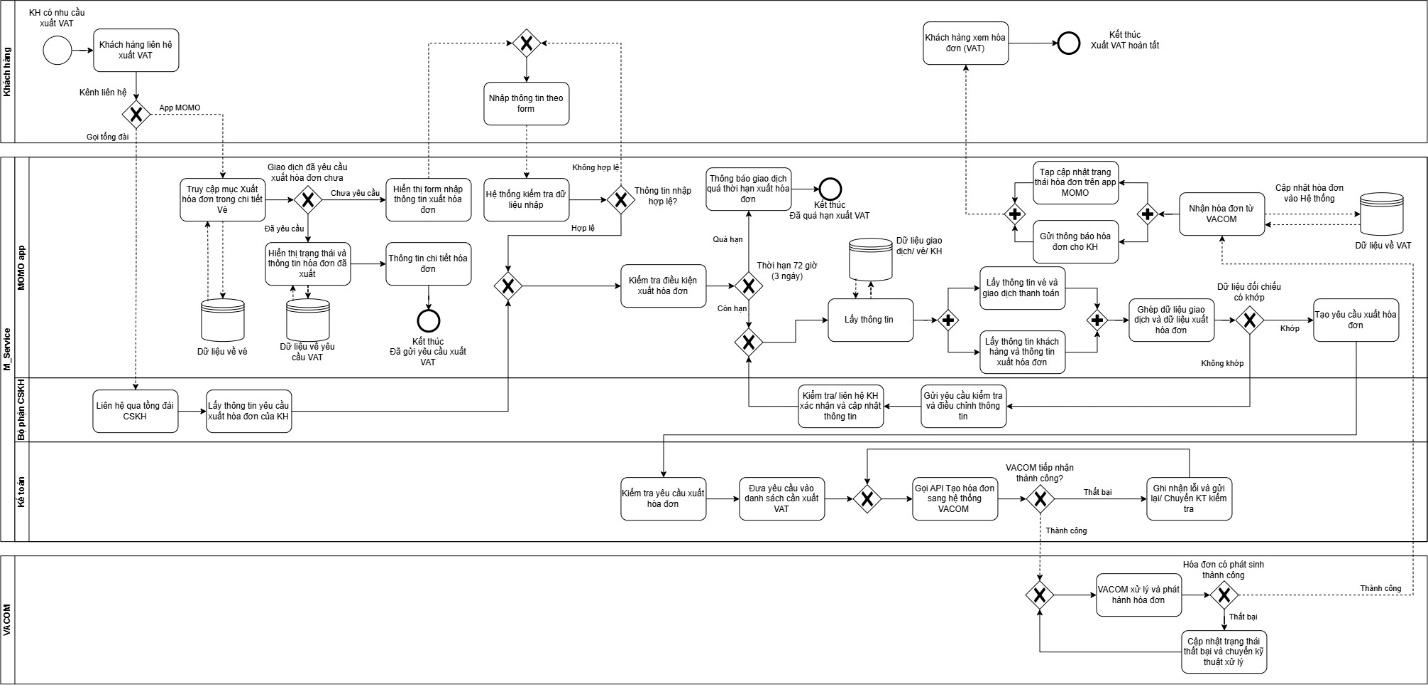 Khách hàng
KH có nhu cầu
xuất VAT
Khách hàng liên hệ
xuất VAT
Kênh liên hệ
App MOMO
Gọi tổng đài
Nhập thông tin theo
form
Khách hàng xem hóa
đơn (VAT)
Kết thúc
Xuất VAT hoàn tất
M_Service
MOMO app
Truy cập mục Xuất
hóa đơn trong chi tiết
Vé
Giao dịch đã yêu cầu
xuất hóa đơn chưa
Chưa yêu cầu
Đã yêu cầu
Hiển thị form nhập
thông tin xuất hóa
đơn
Hiển thị trạng thái và
thông tin hóa đơn đã
xuất
Thông tin chi tiết hóa
đơn
Dữ liệu về vé
Dữ liệu về yêu
cầu VAT
Kết thúc
Đã gửi yêu cầu xuất
VAT
Hệ thống kiểm tra dữ
liệu nhập
Không hợp lệ
Thông tin nhập
hợp lệ?
Hợp lệ
Kiểm tra điều kiện
xuất hóa đơn
Thông báo giao dịch
quá thời hạn xuất hóa
đơn
Kết thúc
Đã quá hạn xuất VAT
Quá hạn
Thời hạn 72 giờ
(3 ngày)
Còn hạn
Dữ liệu giao
dịch/ vé/ KH
Lấy thông tin
Lấy thông tin vé và
giao dịch thanh toán
Lấy thông tin khách
hàng và thông tin
xuất hóa đơn
Ghép dữ liệu giao
dịch và dữ liệu xuất
hóa đơn
Dữ liệu đối chiếu
có khớp
Khớp
Không khớp
Tạo yêu cầu xuất hóa
đơn
Tạp cập nhật trạng
thái hóa đơn trên app
MOMO
Gửi thông báo hóa
đơn cho KH
Nhận hóa đơn từ
VACOM
Cập nhật hóa đơn
vào Hệ thống
Dữ liệu về VAT
Bộ phận CSKH
Liên hệ qua tổng đài
CSKH
Lấy thông tin yêu cầu
xuất hóa đơn của KH
Kiểm tra/ liên hệ KH
xác nhận và cập nhật
thông tin
Gửi yêu cầu kiểm tra
và điều chỉnh thông
tin
Kế toán
Kiểm tra yêu cầu xuất
hóa đơn
Đưa yêu cầu vào
danh sách cần xuất
VAT
Gọi API Tạo hóa đơn
sang hệ thống
VACOM
VACOM tiếp nhận
thành công?
Thất bại
Thành công
Ghi nhận lỗi và gửi
lại/ Chuyển KT kiểm
tra
VACOM
VACOM xử lý và phát
hành hóa đơn
Hóa đơn có phát sinh
thành công
Thành công
Thất bại
Cập nhật trạng thái
thất bại và chuyển kỹ
thuật xử lý